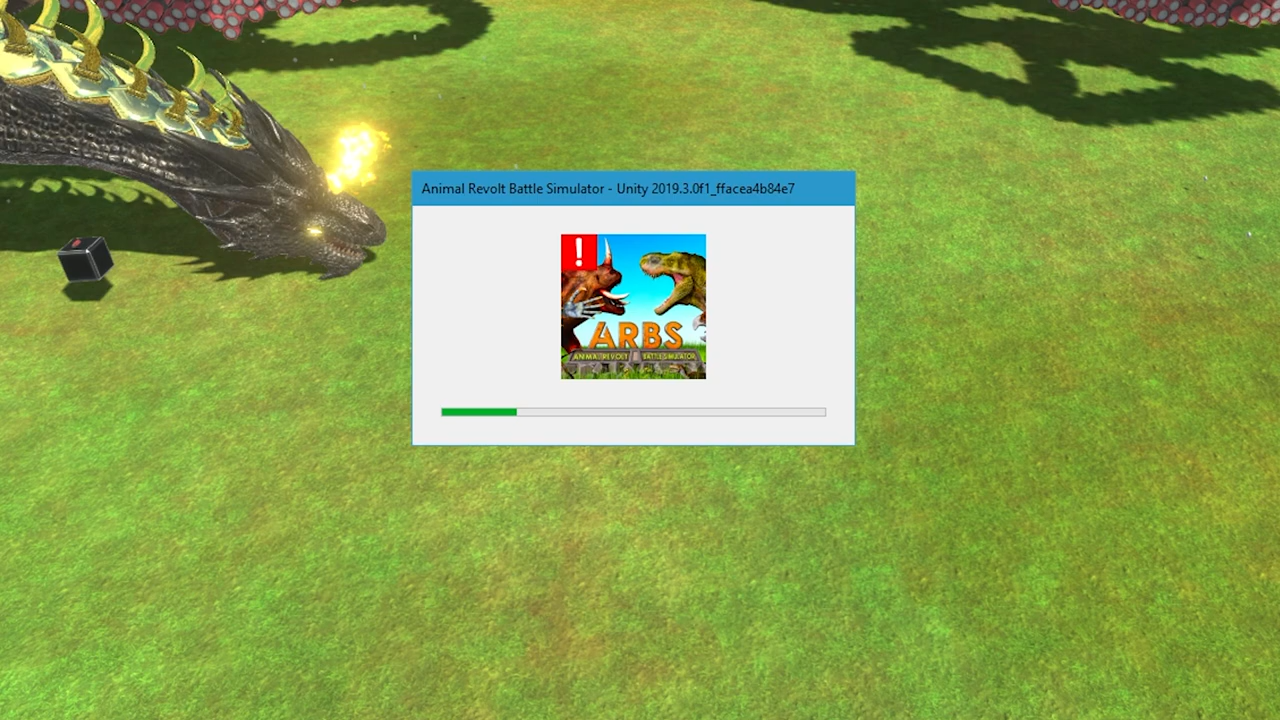 Animal Revolt Battle Simulator - Unity 2019.3.0f1_ffacea4b84e7
!
ARBS
ANIMAL REVOLT BATTLE SIMULATOR